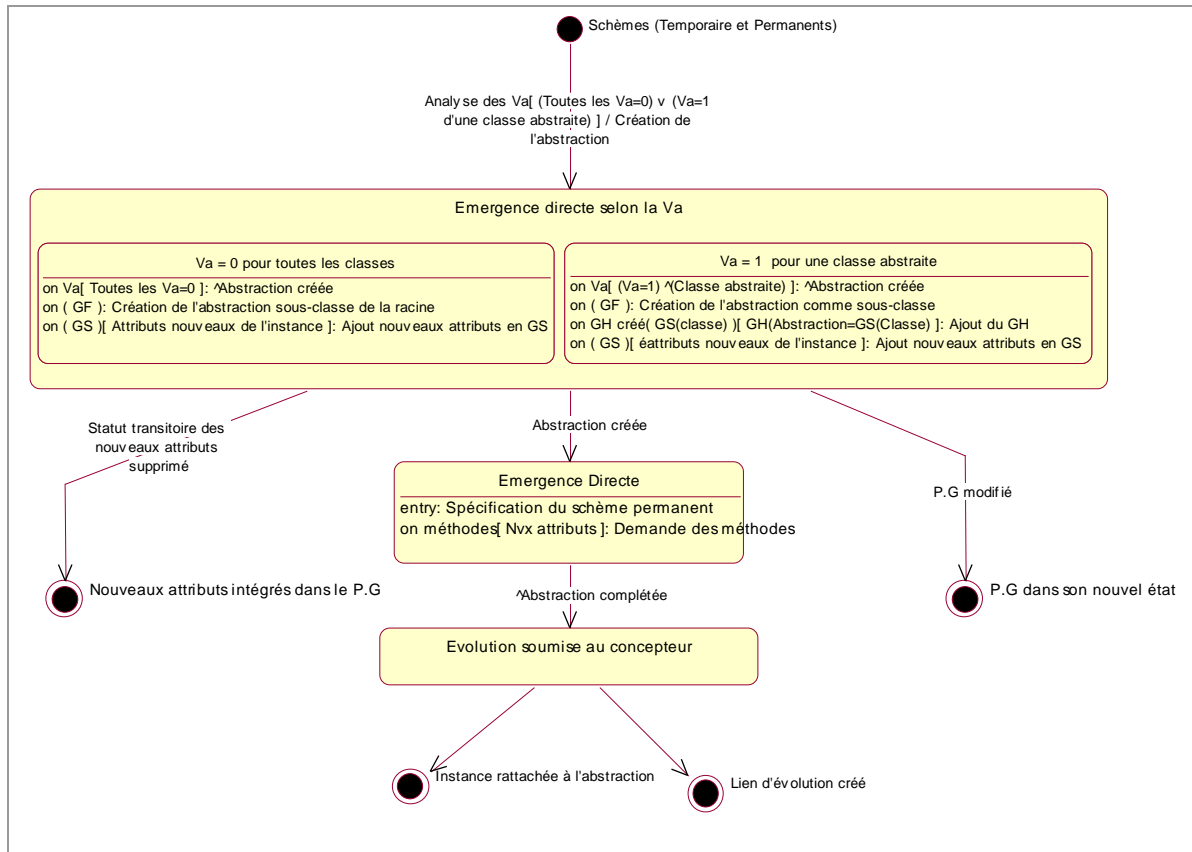 Schèmes (Temporaire et Permanents)
Analyse des Va[ (Toutes les Va=0) v (Va=1
d'une classe abstraite) ] / Création de
l'abstraction
Emergence directe selon la Va
Va = 0 pour toutes les classes
on Va[ Toutes les Va=0 ]: ^Abstraction créée
on ( GF ): Création de l'abstraction sous-classe de la racine
on ( GS )[ Attributs nouveaux de l'instance ]: Ajout nouveaux attributs en GS
Va = 1 pour une classe abstraite
on Va[ (Va=1) ^(Classe abstraite) ]: ^Abstraction créée
on ( GF ): Création de l'abstraction comme sous-classe
on GH créé( GS(classe) )[ GH(Abstraction=GS(Classe) ]: Ajout du GH
on ( GS )[ éattributs nouveaux de l'instance ]: Ajout nouveaux attributs en GS
Statut transitoire des
nouveaux attributs
supprimé
Abstraction créée
P.G modifié
Emergence Directe
entry: Spécification du schème permanent
on méthodes[ Nvx attributs ]: Demande des méthodes
Nouveaux attributs intégrés dans le P.G
P.G dans son nouvel état
^Abstraction complétée
Evolution soumise au concepteur
Instance rattachée à l'abstraction
Lien d'évolution créé